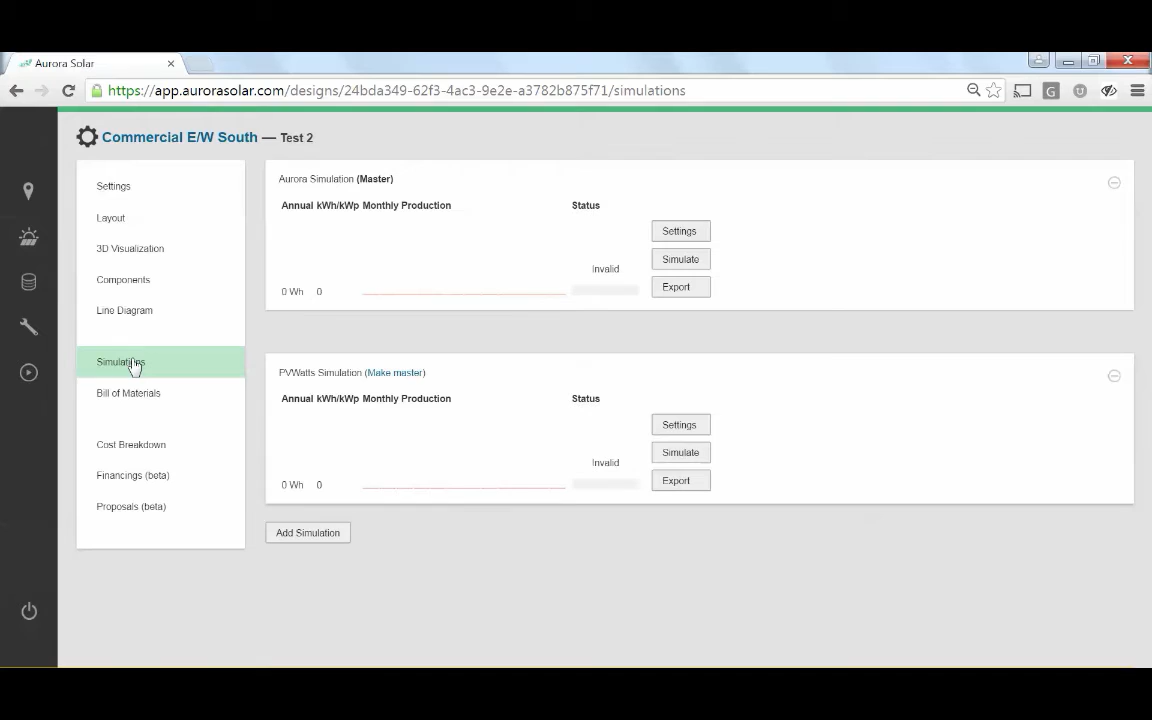 Aurora Solar
https://app.aurorasolar.com/designs/24bda349-62f3-4ac3-9e2e-a3782b875f71/simulations
Commercial E/W South — Test 2
Settings
Layout
3D Visualization
Components
Line Diagram
Simulations
Bill of Materials
Cost Breakdown
Financings (beta)
Proposals (beta)
Aurora Simulation (Master)
Annual kWh/kWp Monthly Production Status
Settings
Simulate
Invalid
Export
0 Wh 0
PVWatts Simulation (Make master)
Annual kWh/kWp Monthly Production Status
Settings
Simulate
Invalid
Export
0 Wh 0
Add Simulation